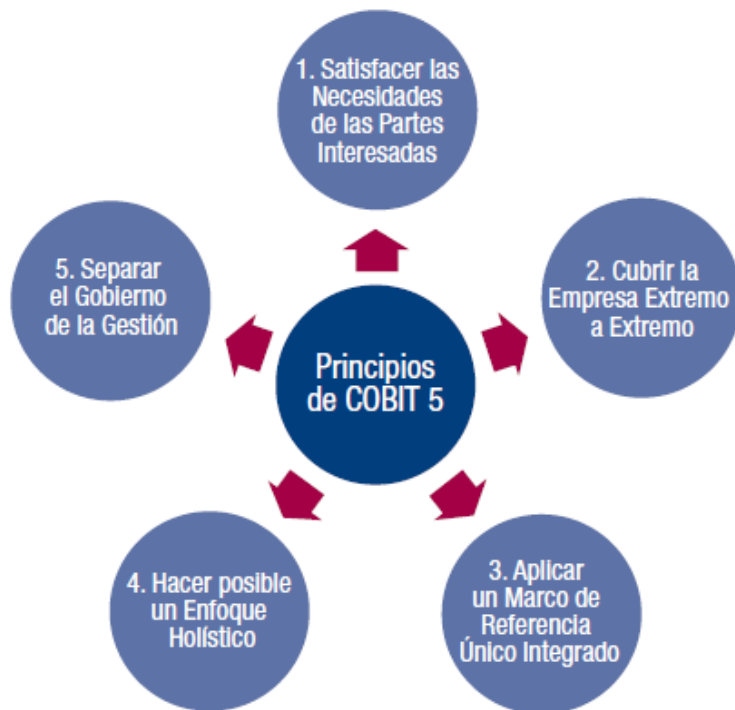 1. Satisfacer las
Necesidades
de las Partes
Interesadas
2. Cubrir la
Empresa Extremo
a Extremo
3. Aplicar
un Marco de
Referencia
Único Integrado
4. Hacer posible
un Enfoque
Holístico
5. Separar
el Gobierno
de la Gestión
Principios
de COBIT 5